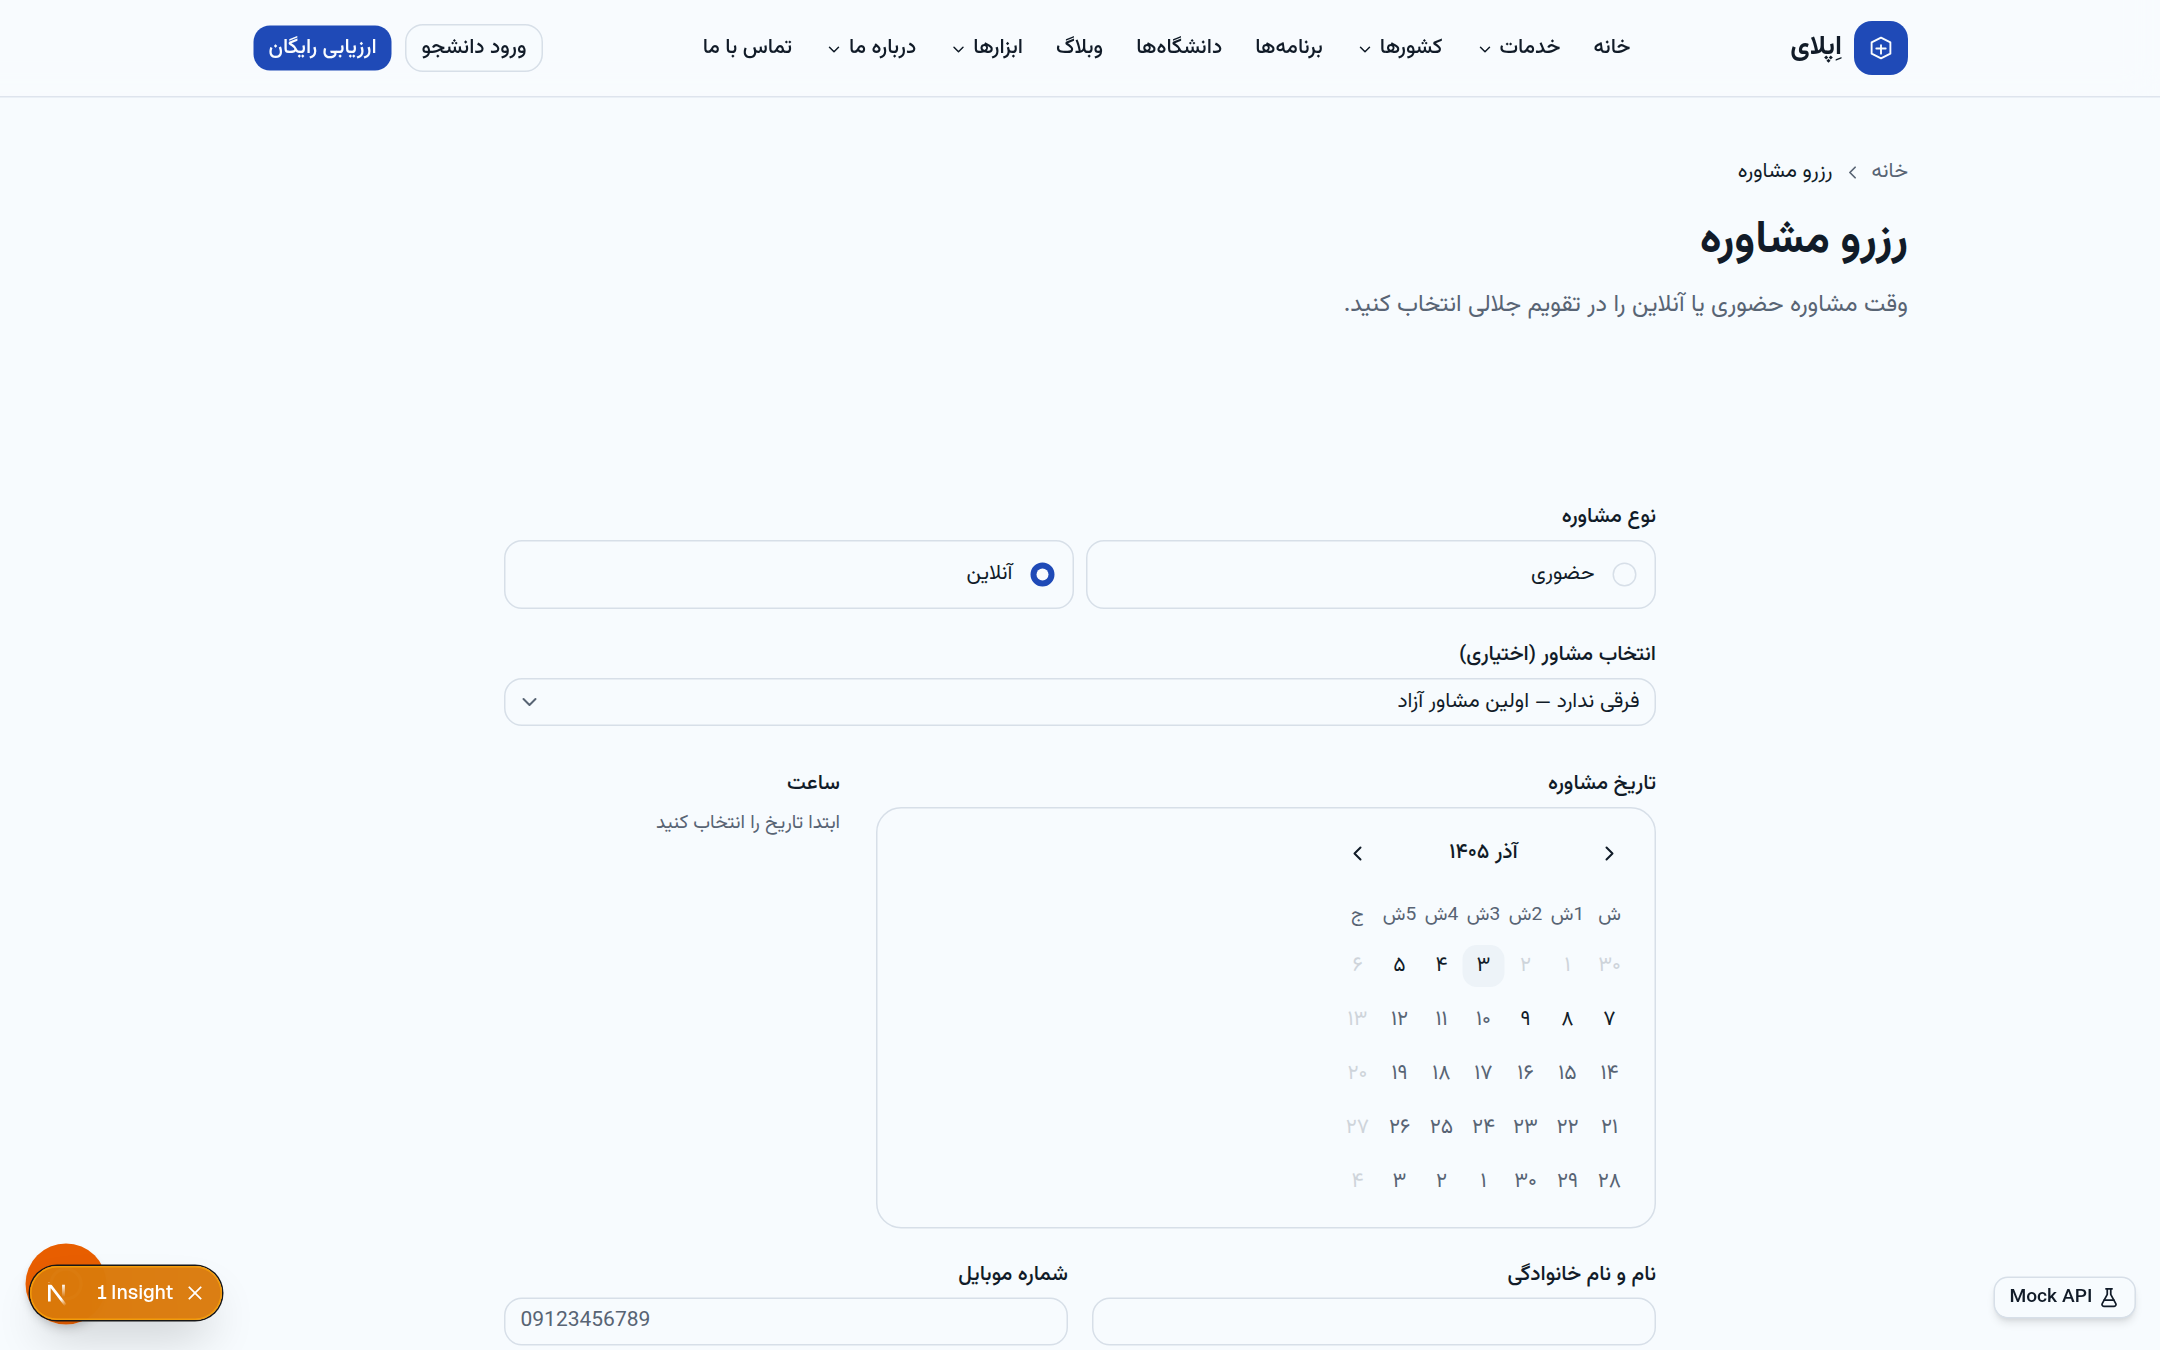 اِپلای
خانه خدمات کشورها برنامه‌ها دانشگاه‌ها وبلاگ ابزارها درباره ما تماس با ما
ورود دانشجو ارزیابی رایگان
خانه رزرو مشاوره
رزرو مشاوره
وقت مشاوره حضوری یا آنلاین را در تقویم جلالی انتخاب کنید.
نوع مشاوره
حضوری آنلاین
انتخاب مشاور (اختیاری)
فرقی ندارد — اولین مشاور آزاد
تاریخ مشاوره
آذر ۱۴۰۵
ش 1ش 2ش 3ش 4ش 5ش ج
۳۰ ۱ ۲ ۳ ۴ ۵ ۶
۷ ۸ ۹ ۱۰ ۱۱ ۱۲ ۱۳
۱۴ ۱۵ ۱۶ ۱۷ ۱۸ ۱۹ ۲۰
۲۱ ۲۲ ۲۳ ۲۴ ۲۵ ۲۶ ۲۷
۲۸ ۲۹ ۳۰ ۱ ۲ ۳ ۴
ساعت
ابتدا تاریخ را انتخاب کنید
نام و نام خانوادگی
شماره موبایل
09123456789
Mock API
N 1 Insight